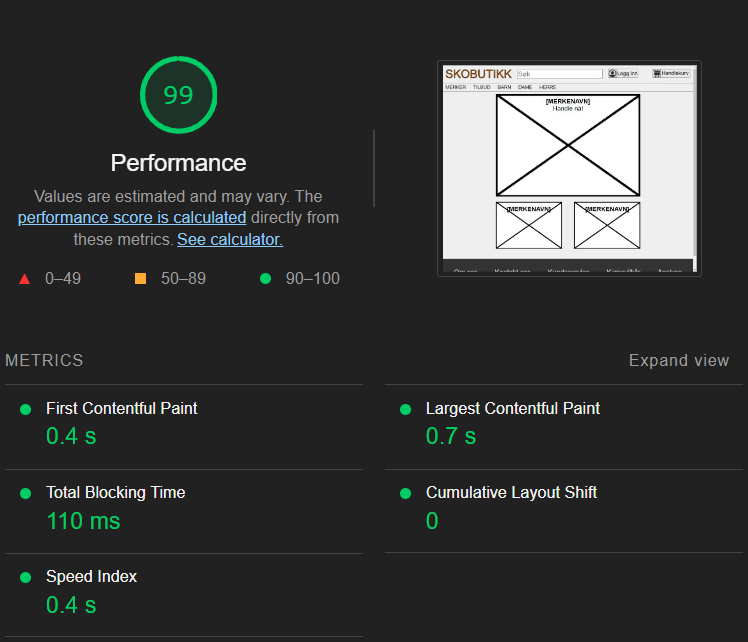 99
Performance
Values are estimated and may vary. The
performance score is calculated directly from
these metrics. See calculator.
0–49 50–89 90–100
SKOBUTIKK Søk Logg inn Handlekurv
MERKER TILBUD BARN DAME HERRE
[MERKENAVN]
Handle nå!
[MERKENAVN] [MERKENAVN]
METRICS Expand view
First Contentful Paint
0.4 s
Largest Contentful Paint
0.7 s
Total Blocking Time
110 ms
Cumulative Layout Shift
0
Speed Index
0.4 s